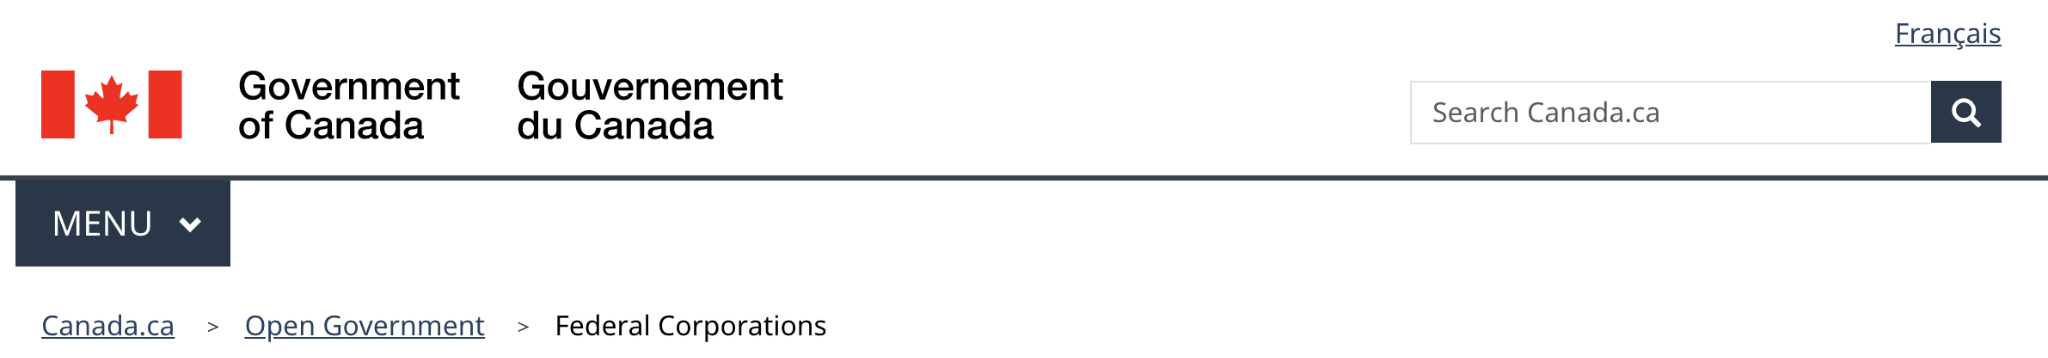 Français
Government of Canada
Gouvernement du Canada
Search Canada.ca
MENU
Canada.ca > Open Government > Federal Corporations